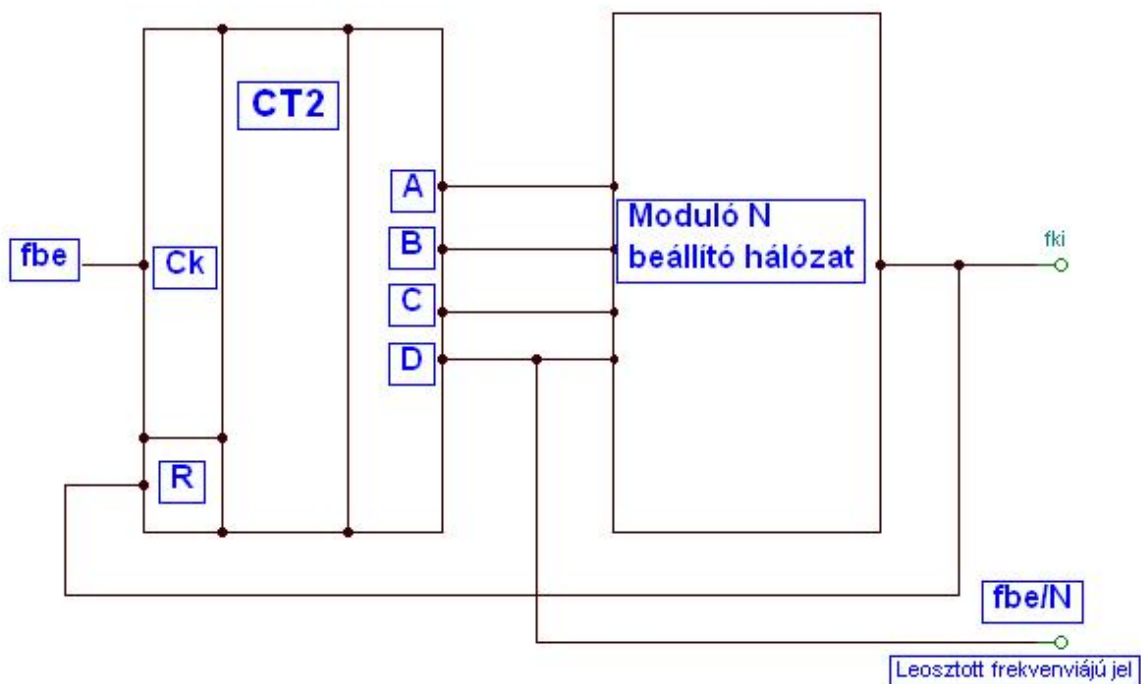 CT2
A
Moduló N
B
beállító hálózat
fbe
Ck
fki
C
D
R
fbe/N
Leosztott frekvenviájú jel